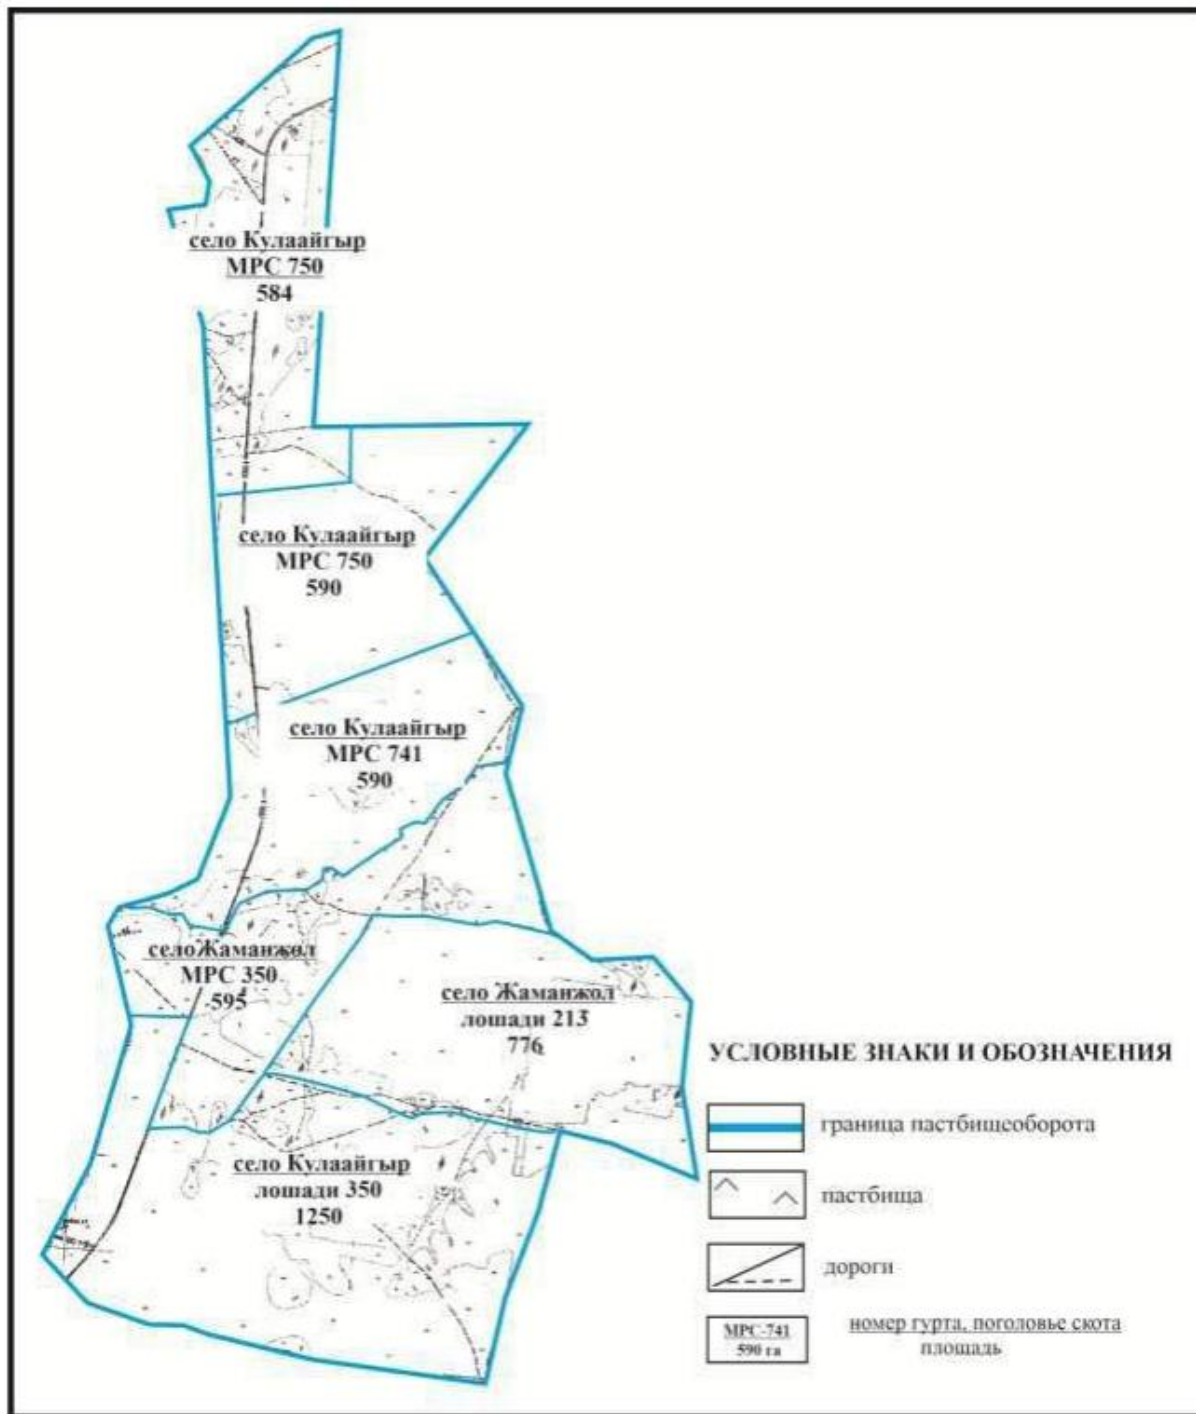 село Кулаайгыр
МРС 750
584
село Кулаайгыр
МРС 750
590
село Кулаайгыр
МРС 741
590
селоЖаманжол
МРС 350
595
село Жаманжол
лошади 213
776
село Кулаайгыр
лошади 350
1250
УСЛОВНЫЕ ЗНАКИ И ОБОЗНАЧЕНИЯ
граница пастбищеоборота
пастбища
дороги
МРС-741
590 га
номер гурта, поголовье скота
площадь